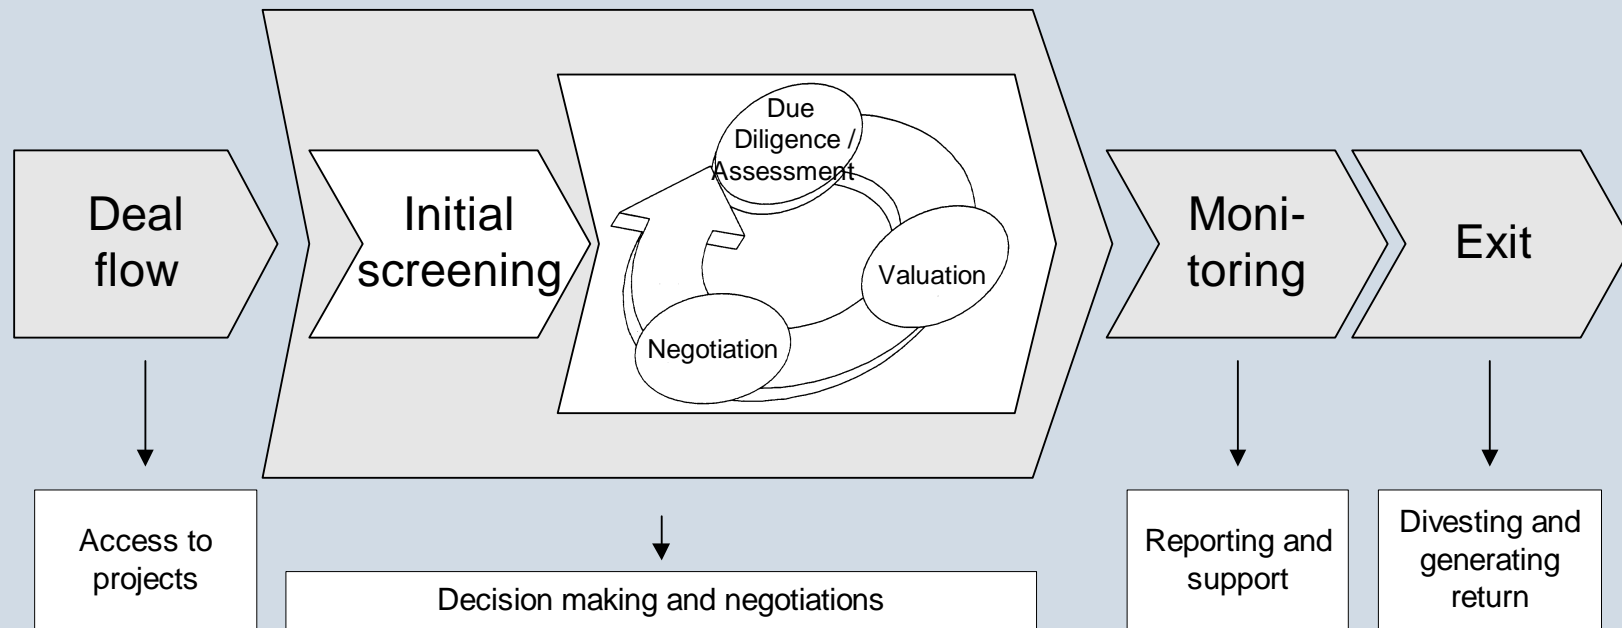 Deal
flow
Initial
screening
Due
Diligence /
Assessment
Valuation
Negotiation
Moni-
toring
Exit
Access to
projects
Decision making and negotiations
Reporting and
support
Divesting and
generating
return